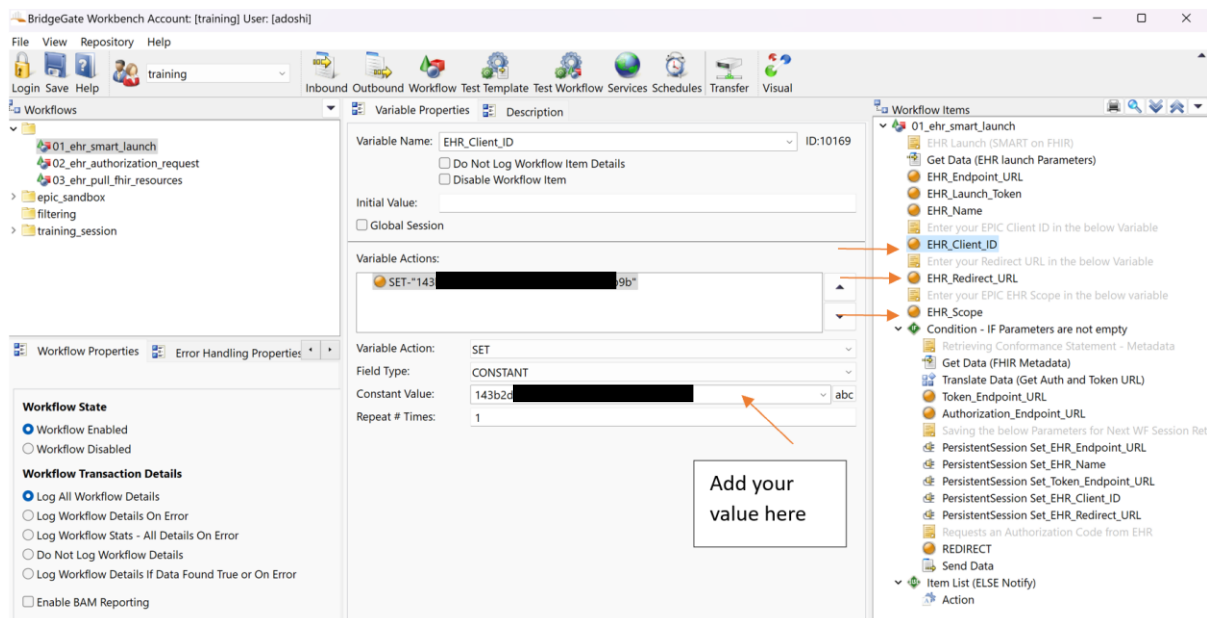 BridgeGate Workbench Account: [training] User: [adoshi]
File View Repository Help
training
Login Save Help Inbound Outbound Workflow Test Template Test Workflow Services Schedules Transfer Visual
Workflows
01_ehr_smart_launch
02_ehr_authorization_request
03_ehr_pull_fhir_resources
epic_sandbox
filtering
training_session
Workflow Properties Error Handling Properties
Workflow State
Workflow Enabled
Workflow Disabled
Workflow Transaction Details
Log All Workflow Details
Log Workflow Details On Error
Log Workflow Stats - All Details On Error
Do Not Log Workflow Details
Log Workflow Details If Data Found True or On Error
Enable BAM Reporting
Variable Properties Description
Variable Name: EHR_Client_ID ID:10169
Do Not Log Workflow Item Details
Disable Workflow Item
Initial Value:
Global Session
Variable Actions:
SET-"143 b9b"
Variable Action: SET
Field Type: CONSTANT
Constant Value: 143b2d abc
Repeat # Times: 1
Add your
value here
Workflow Items
01_ehr_smart_launch
EHR Launch (SMART on FHIR)
Get Data (EHR launch Parameters)
EHR_Endpoint_URL
EHR_Launch_Token
EHR_Name
Enter your EPIC Client ID in the below Variable
EHR_Client_ID
Enter your Redirect URL in the below Variable
EHR_Redirect_URL
Enter your EPIC EHR Scope in the below variable
EHR_Scope
Condition - IF Parameters are not empty
Retrieving Conformance Statement - Metadata
Get Data (FHIR Metadata)
Translate Data (Get Auth and Token URL)
Token_Endpoint_URL
Authorization_Endpoint_URL
Saving the below Parameters for Next WF Session Ret
PersistentSession Set_EHR_Endpoint_URL
PersistentSession Set_EHR_Name
PersistentSession Set_Token_Endpoint_URL
PersistentSession Set_EHR_Client_ID
PersistentSession Set_EHR_Redirect_URL
Requests an Authorization Code from EHR
REDIRECT
Send Data
Item List (ELSE Notify)
Action